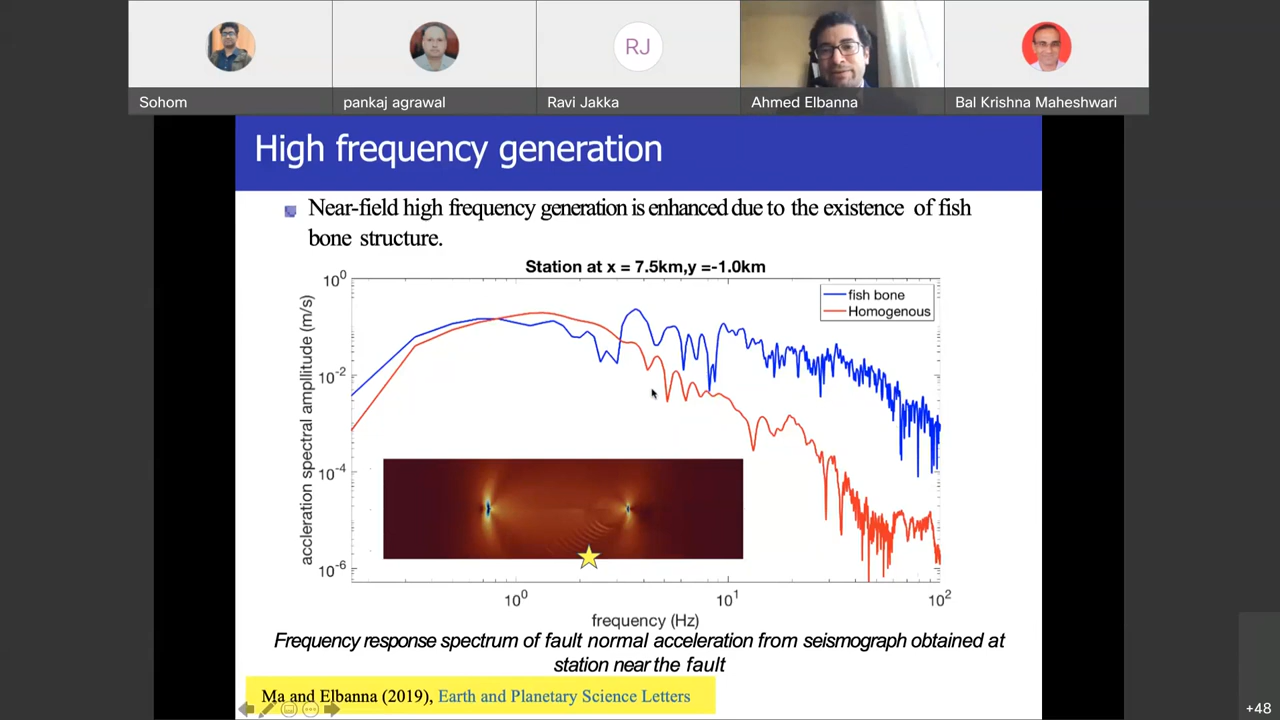 RJ
Sohom
pankaj agrawal
Ravi Jakka
Ahmed Elbanna
Bal Krishna Maheshwari
High frequency generation
Near-field high frequency generation is enhanced due to the existence of fish
bone structure.
Station at x = 7.5km,y =-1.0km
fish bone
Homogenous
accleration spectral ampllitude (m/s)
10^0
10^-2
10^-4
10^-6
10^0
10^1
10^2
frequency (Hz)
Frequency response spectrum of fault normal acceleration from seismograph obtained at
station near the fault
Ma and Elbanna (2019), Earth and Planetary Science Letters
+48